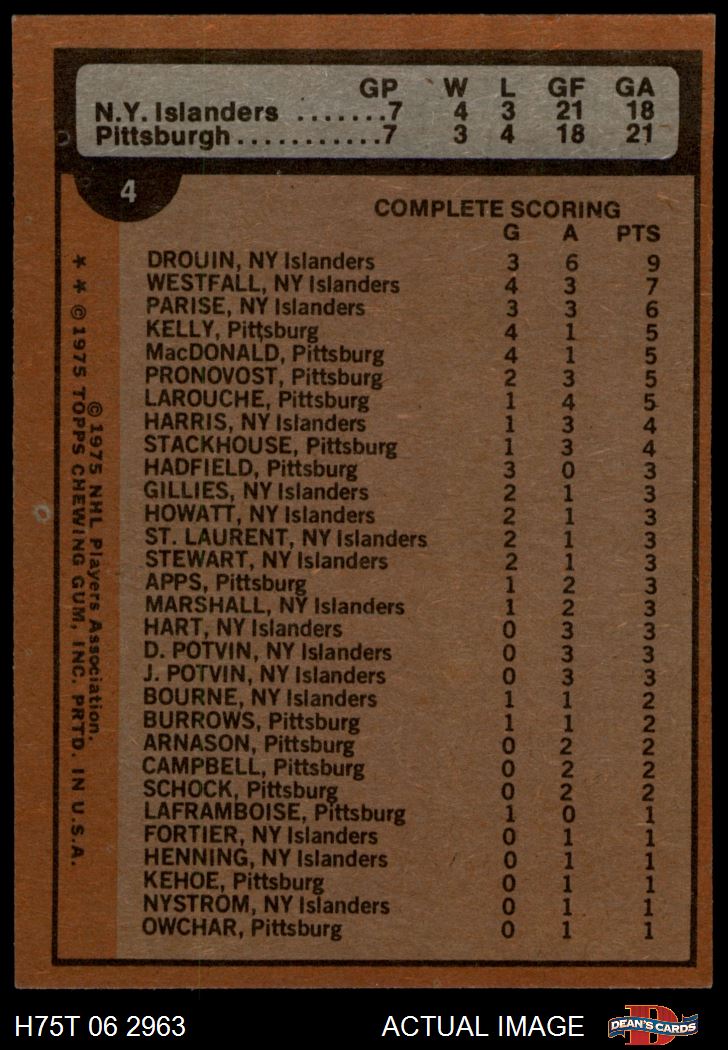 GP W L GF GA
N.Y. Islanders .......7 4 3 21 18
Pittsburgh...........7 3 4 18 21
4
COMPLETE SCORING
G A PTS
DROUIN, NY Islanders 3 6 9
WESTFALL, NY Islanders 4 3 7
PARISE, NY Islanders 3 3 6
KELLY, Pittsburg 4 1 5
MacDONALD, Pittsburg 4 1 5
PRONOVOST, Pittsburg 2 3 5
LAROUCHE, Pittsburg 1 4 5
HARRIS, NY Islanders 1 3 4
STACKHOUSE, Pittsburg 1 3 4
HADFIELD, Pittsburg 3 0 3
GILLIES, NY Islanders 2 1 3
HOWATT, NY Islanders 2 1 3
ST. LAURENT, NY Islanders 2 1 3
STEWART, NY Islanders 2 1 3
APPS, Pittsburg 1 2 3
MARSHALL, NY Islanders 1 2 3
HART, NY Islanders 0 3 3
D. POTVIN, NY Islanders 0 3 3
J. POTVIN, NY Islanders 0 3 3
BOURNE, NY Islanders 1 1 2
BURROWS, Pittsburg 1 1 2
ARNASON, Pittsburg 0 2 2
CAMPBELL, Pittsburg 0 2 2
SCHOCK, Pittsburg 0 2 2
LAFRAMBOISE, Pittsburg 1 0 1
FORTIER, NY Islanders 0 1 1
HENNING, NY Islanders 0 1 1
KEHOE, Pittsburg 0 1 1
NYSTROM, NY Islanders 0 1 1
OWCHAR, Pittsburg 0 1 1
© 1975 NHL Players Association.
* * © 1975 TOPPS CHEWING GUM, INC. PRTD. IN U.S.A.
H75T 06 2963 ACTUAL IMAGE
D
DEAN'S CARDS